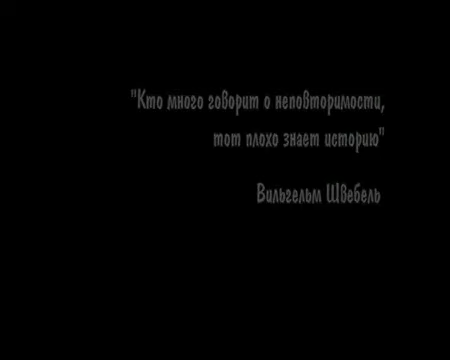 "Кто много говорит о неповторимости,
тот плохо знает историю"
Вильгельм Швебель